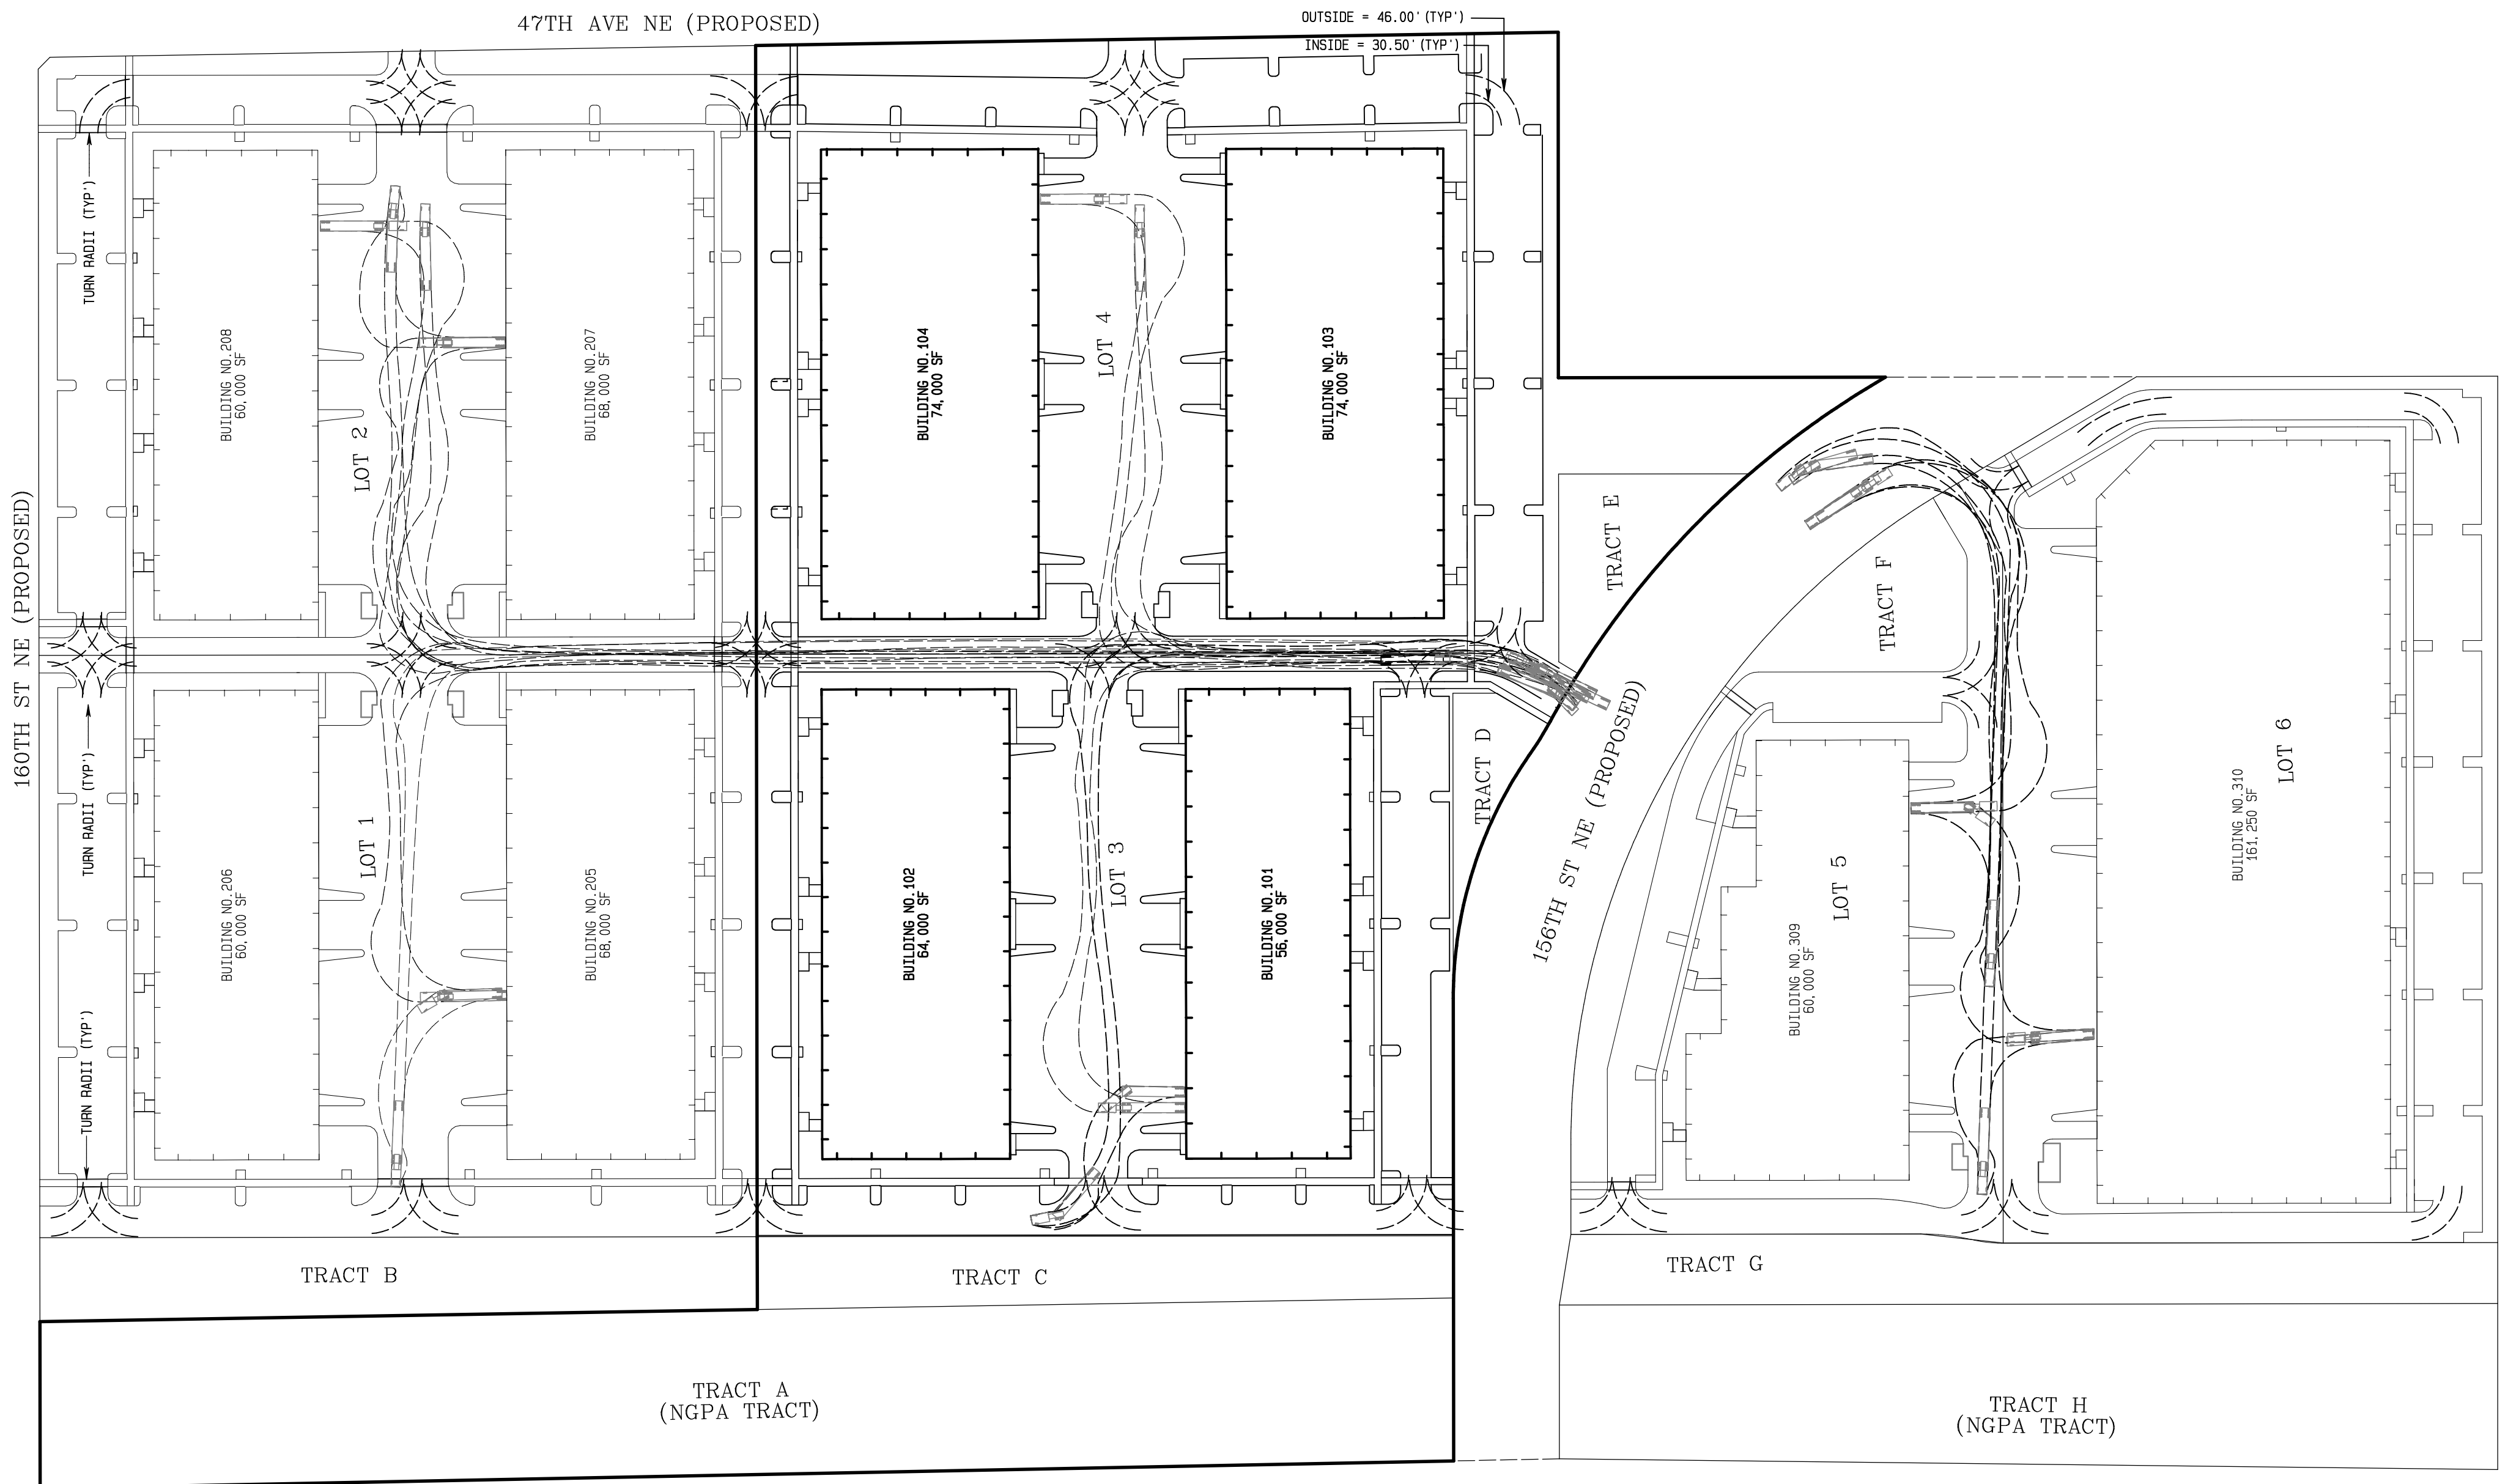 47TH AVE NE (PROPOSED)
OUTSIDE = 46.00' (TYP')
INSIDE = 30.50' (TYP')
TURN RADII (TYP')
BUILDING NO.208
60,000 SF
LOT 2
BUILDING NO.207
68,000 SF
BUILDING NO.104
74,000 SF
LOT 4
BUILDING NO.103
74,000 SF
160TH ST NE (PROPOSED)
TRACT E
TRACT F
TURN RADII (TYP')
BUILDING NO.206
60,000 SF
LOT 1
BUILDING NO.205
68,000 SF
BUILDING NO.102
64,000 SF
LOT 3
BUILDING NO.101
56,000 SF
TRACT D
156TH ST NE (PROPOSED)
BUILDING NO.309
60,000 SF
LOT 5
BUILDING NO.310
161,250 SF
LOT 6
TURN RADII (TYP')
TRACT B
TRACT C
TRACT G
TRACT A
(NGPA TRACT)
TRACT H
(NGPA TRACT)